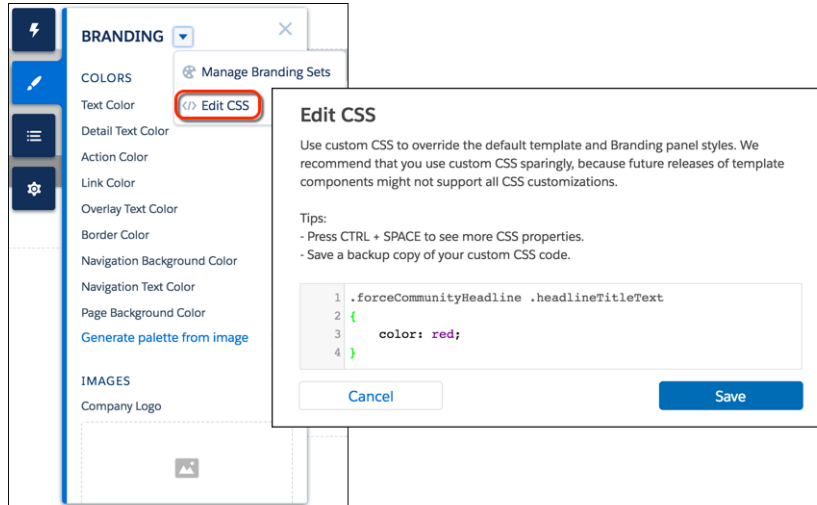 BRANDING
Manage Branding Sets
</> Edit CSS
COLORS
Text Color
Detail Text Color
Action Color
Link Color
Overlay Text Color
Border Color
Navigation Background Color
Navigation Text Color
Page Background Color
Generate palette from image
IMAGES
Company Logo
Edit CSS
Use custom CSS to override the default template and Branding panel styles. We
recommend that you use custom CSS sparingly, because future releases of template
components might not support all CSS customizations.
Tips:
- Press CTRL + SPACE to see more CSS properties.
- Save a backup copy of your custom CSS code.
1 .forceCommunityHeadline .headlineTitleText
2 {
3 color: red;
4 }
Cancel
Save